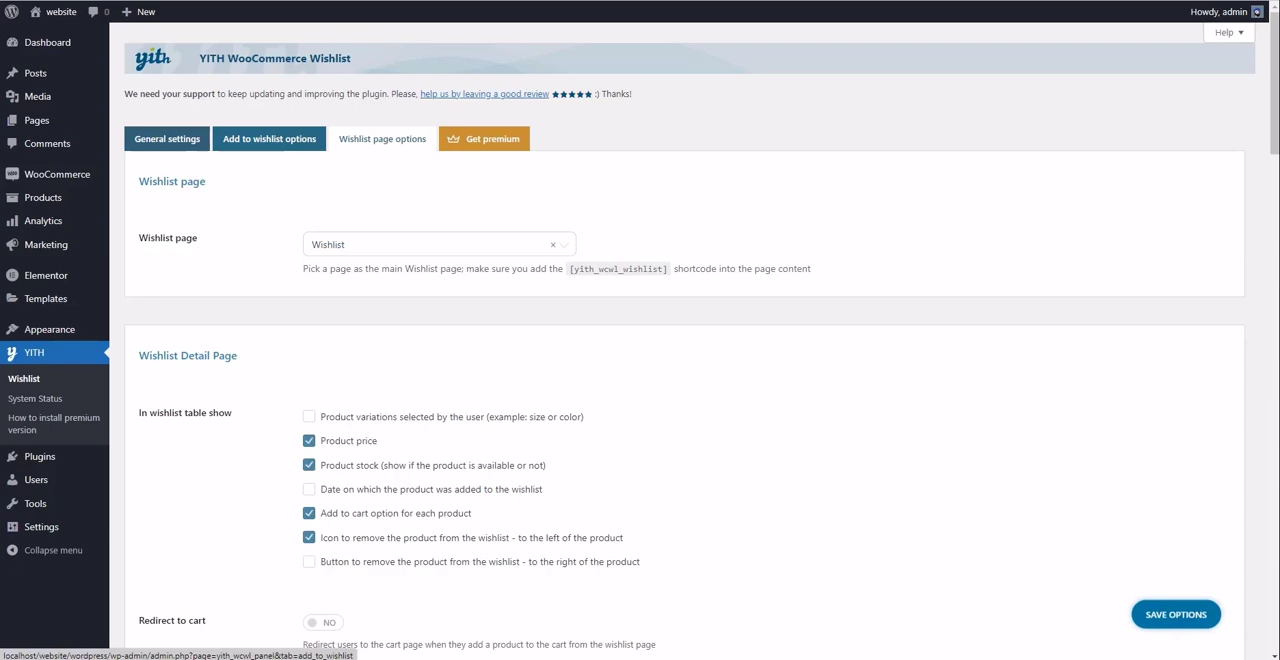 website
0
New
Howdy, admin
Help
Dashboard
Posts
Media
Pages
Comments
WooCommerce
Products
Analytics
Marketing
Elementor
Templates
Appearance
YITH
Wishlist
System Status
How to install premium
version
Plugins
Users
Tools
Settings
Collapse menu
yith
YITH WooCommerce Wishlist
We need your support to keep updating and improving the plugin. Please, help us by leaving a good review ★★★★★ :) Thanks!
General settings
Add to wishlist options
Wishlist page options
Get premium
Wishlist page
Wishlist page
Wishlist
Pick a page as the main Wishlist page; make sure you add the [yith_wcwl_wishlist] shortcode into the page content
Wishlist Detail Page
In wishlist table show
Product variations selected by the user (example: size or color)
Product price
Product stock (show if the product is available or not)
Date on which the product was added to the wishlist
Add to cart option for each product
Icon to remove the product from the wishlist - to the left of the product
Button to remove the product from the wishlist - to the right of the product
Redirect to cart
NO
Redirect users to the cart page when they add a product to the cart from the wishlist page
SAVE OPTIONS
localhost/website/wordpress/wp-admin/admin.php?page=yith_wcwl_panel&tab=add_to_wishlist